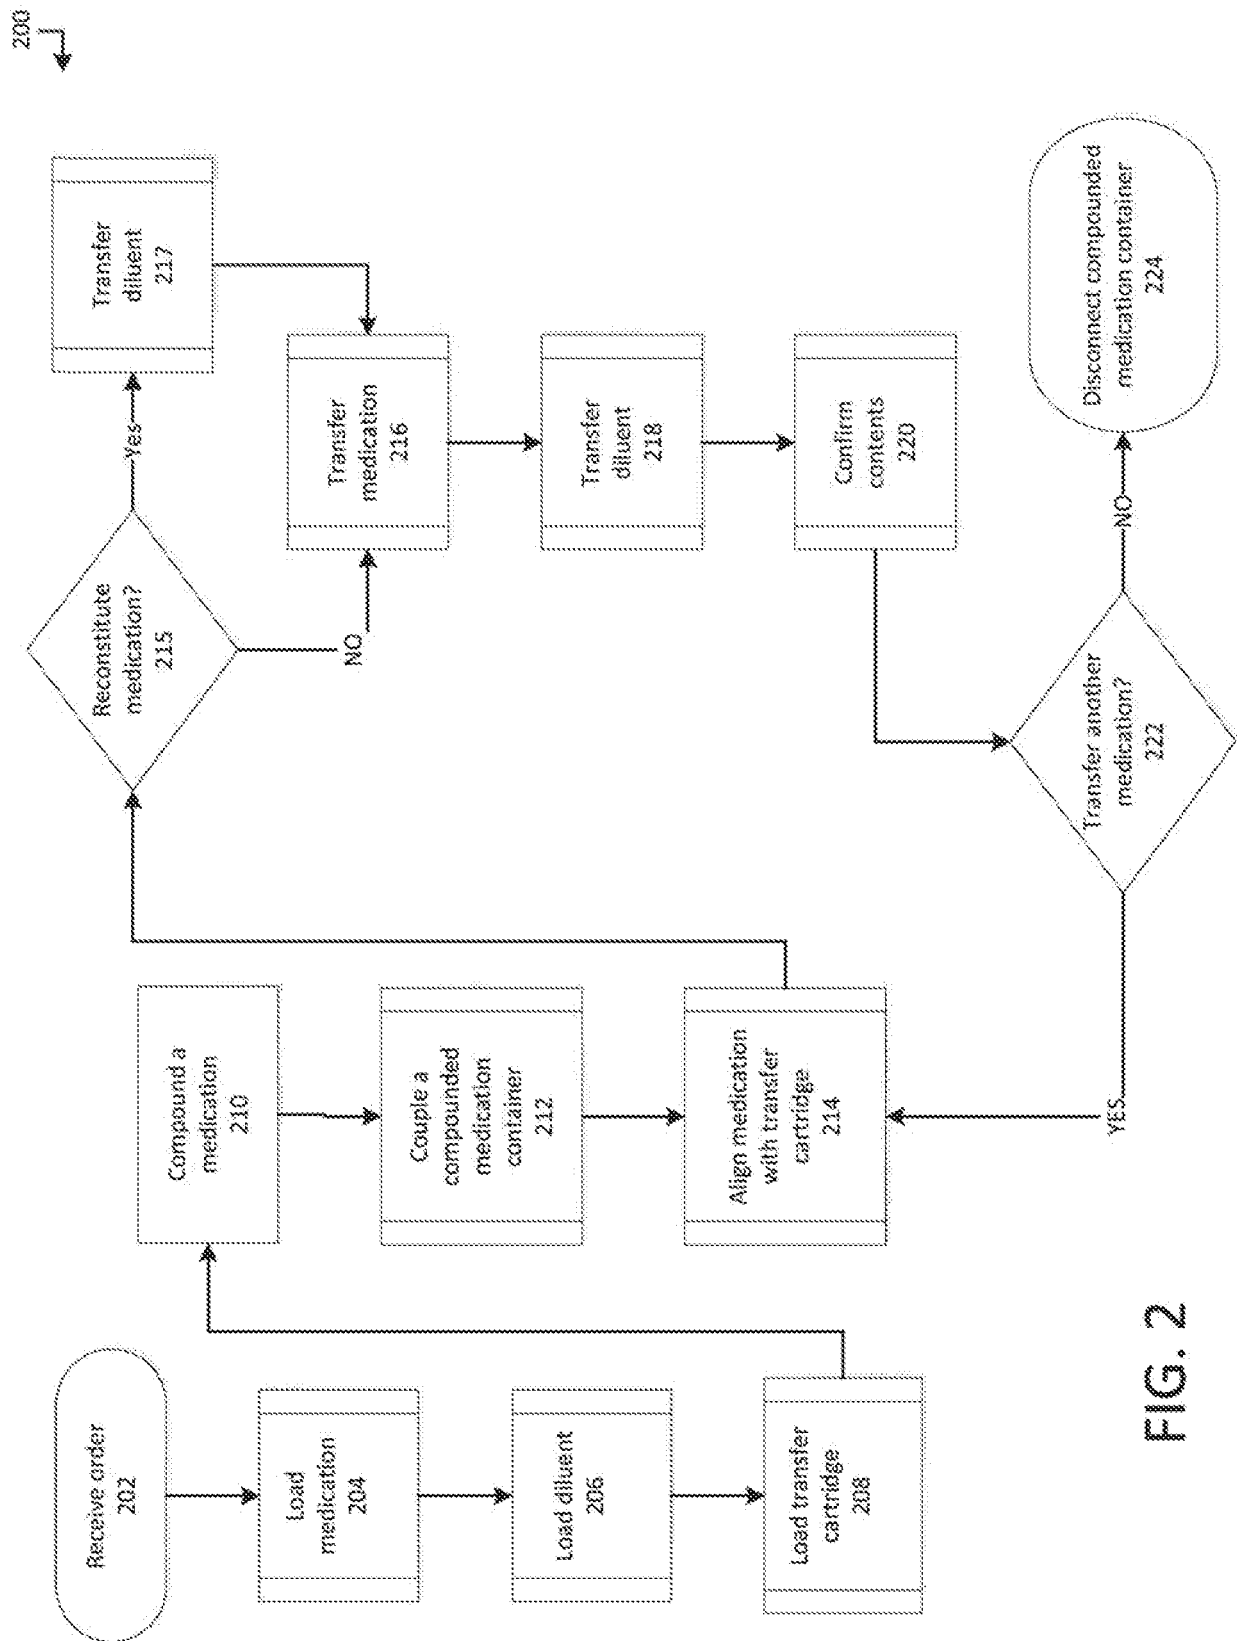 200
Receive order
202
Load
medication
204
Load diluent
206
Load transfer
cartridge
208
Compound a
medication
210
Couple a
compounded
medication
container
212
Align medication
with transfer
cartridge
214
Reconstitute
medication?
215
Yes
NO
Transfer
diluent
217
Transfer
medication
216
Transfer
diluent
218
Confirm
contents
220
Transfer another
medication?
222
YES
NO
Disconnect compounded
medication container
224
FIG. 2